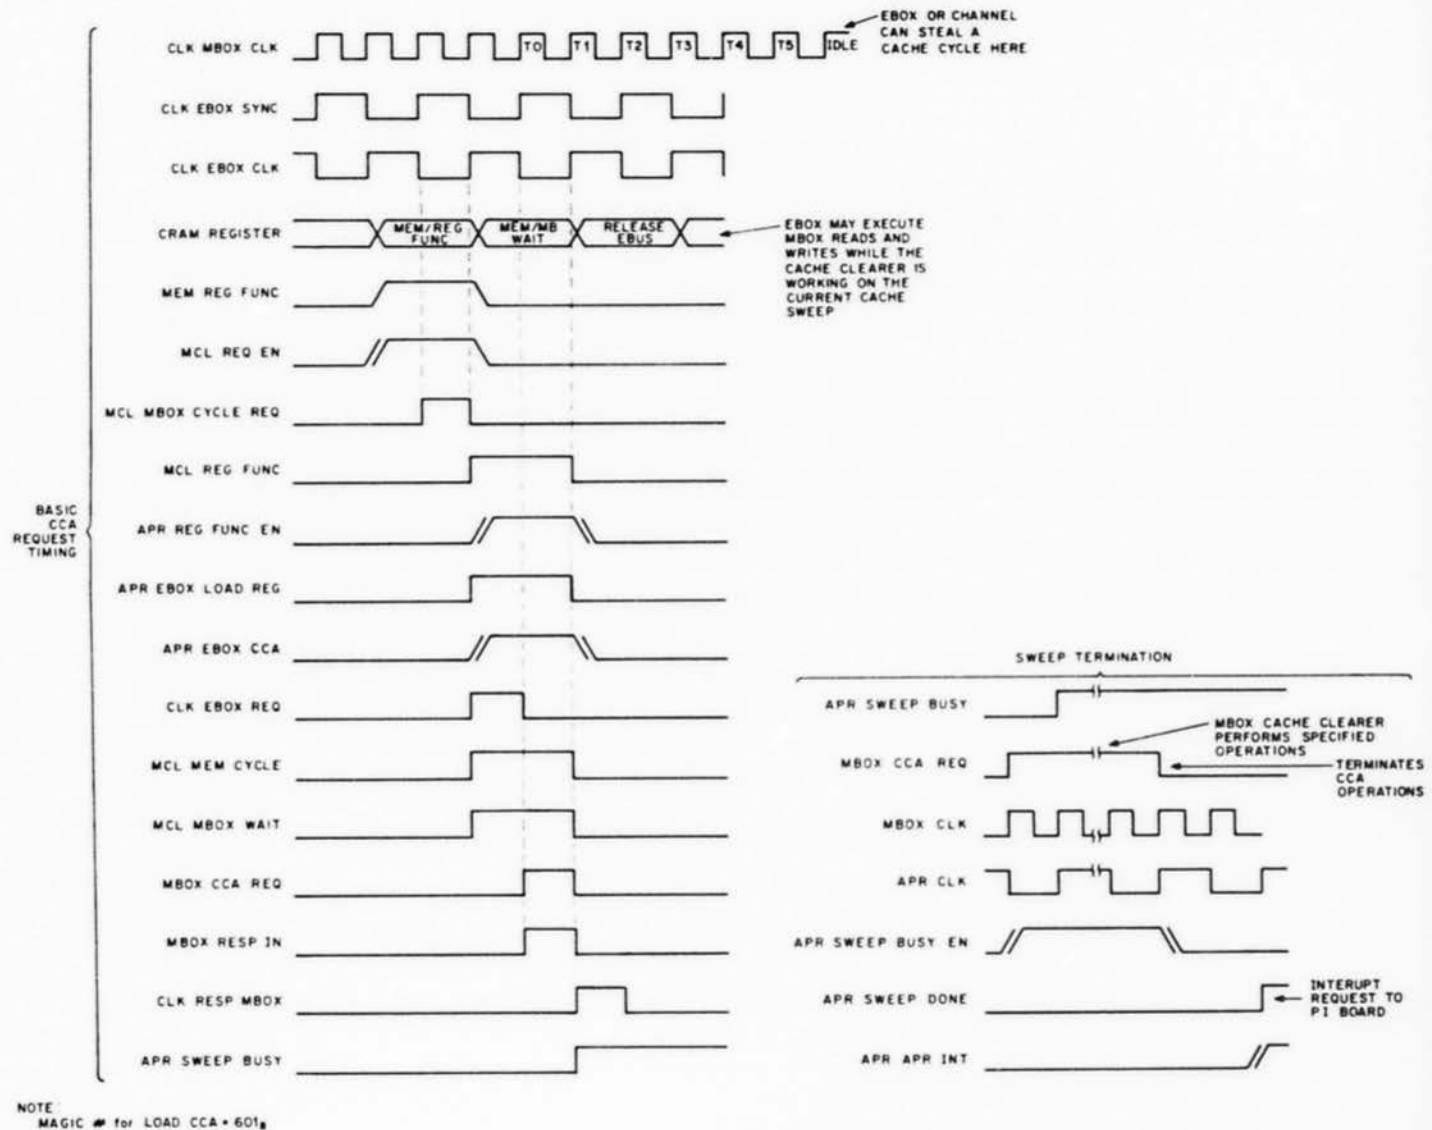 EBOX OR CHANNEL
CAN STEAL A
CACHE CYCLE HERE
CLK MBOX CLK
T0 T1 T2 T3 T4 T5 IDLE
CLK EBOX SYNC
CLK EBOX CLK
CRAM REGISTER
MEM/REG
FUNC
MEM/MB
WAIT
RELEASE
EBUS
EBOX MAY EXECUTE
MBOX READS AND
WRITES WHILE THE
CACHE CLEARER IS
WORKING ON THE
CURRENT CACHE
SWEEP
MEM REG FUNC
MCL REQ EN
MCL MBOX CYCLE REQ
MCL REG FUNC
BASIC
CCA
REQUEST
TIMING
APR REG FUNC EN
APR EBOX LOAD REG
APR EBOX CCA
CLK EBOX REQ
MCL MEM CYCLE
MCL MBOX WAIT
MBOX CCA REQ
MBOX RESP IN
CLK RESP MBOX
APR SWEEP BUSY
SWEEP TERMINATION
APR SWEEP BUSY
MBOX CACHE CLEARER
PERFORMS SPECIFIED
OPERATIONS
MBOX CCA REQ
TERMINATES
CCA
OPERATIONS
MBOX CLK
APR CLK
APR SWEEP BUSY EN
APR SWEEP DONE
INTERUPT
REQUEST TO
PI BOARD
APR APR INT
NOTE:
MAGIC # for LOAD CCA = 601₈